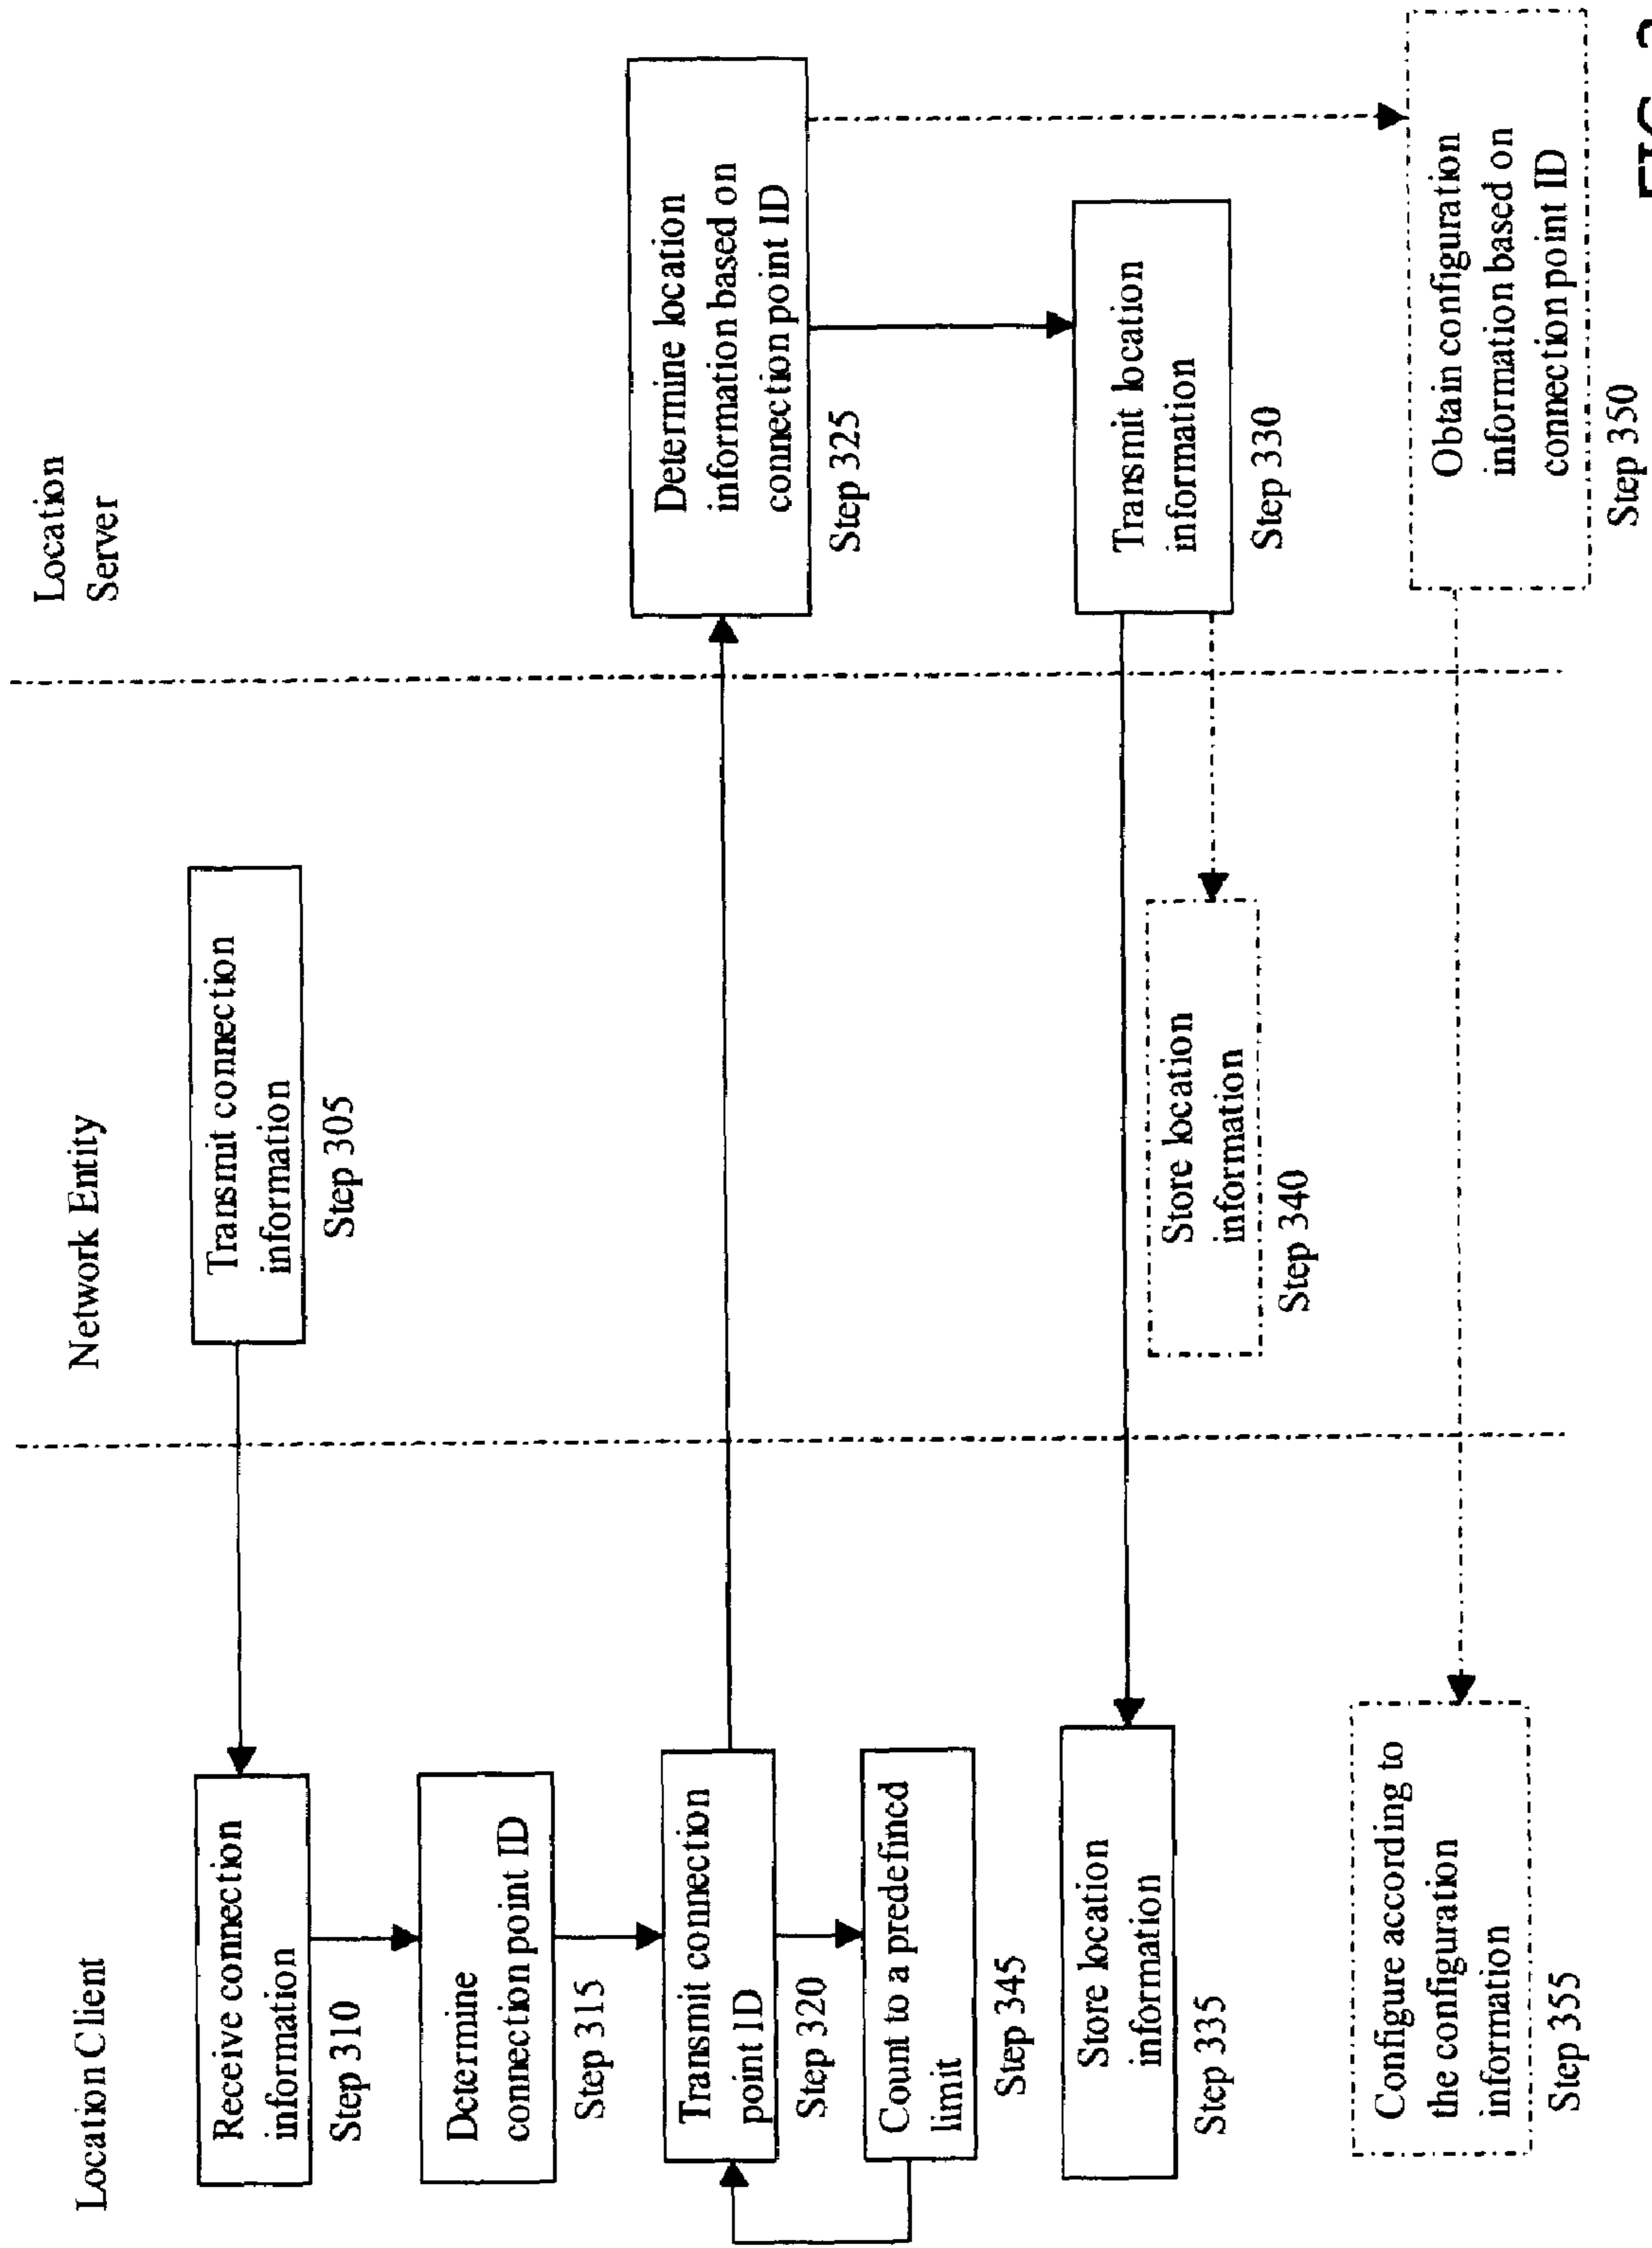 Location Client
Network Entity
Location
Server
Transmit connection
information
Step 305
Receive connection
information
Step 310
Determine
connection point ID
Step 315
Transmit connection
point ID
Step 320
Count to a predefined
limit
Step 345
Determine location
information based on
connection point ID
Step 325
Transmit location
information
Step 330
Store location
information
Step 335
Store location
information
Step 340
Obtain configuration
information based on
connection point ID
Step 350
Configure according to
the configuration
information
Step 355
FIG.